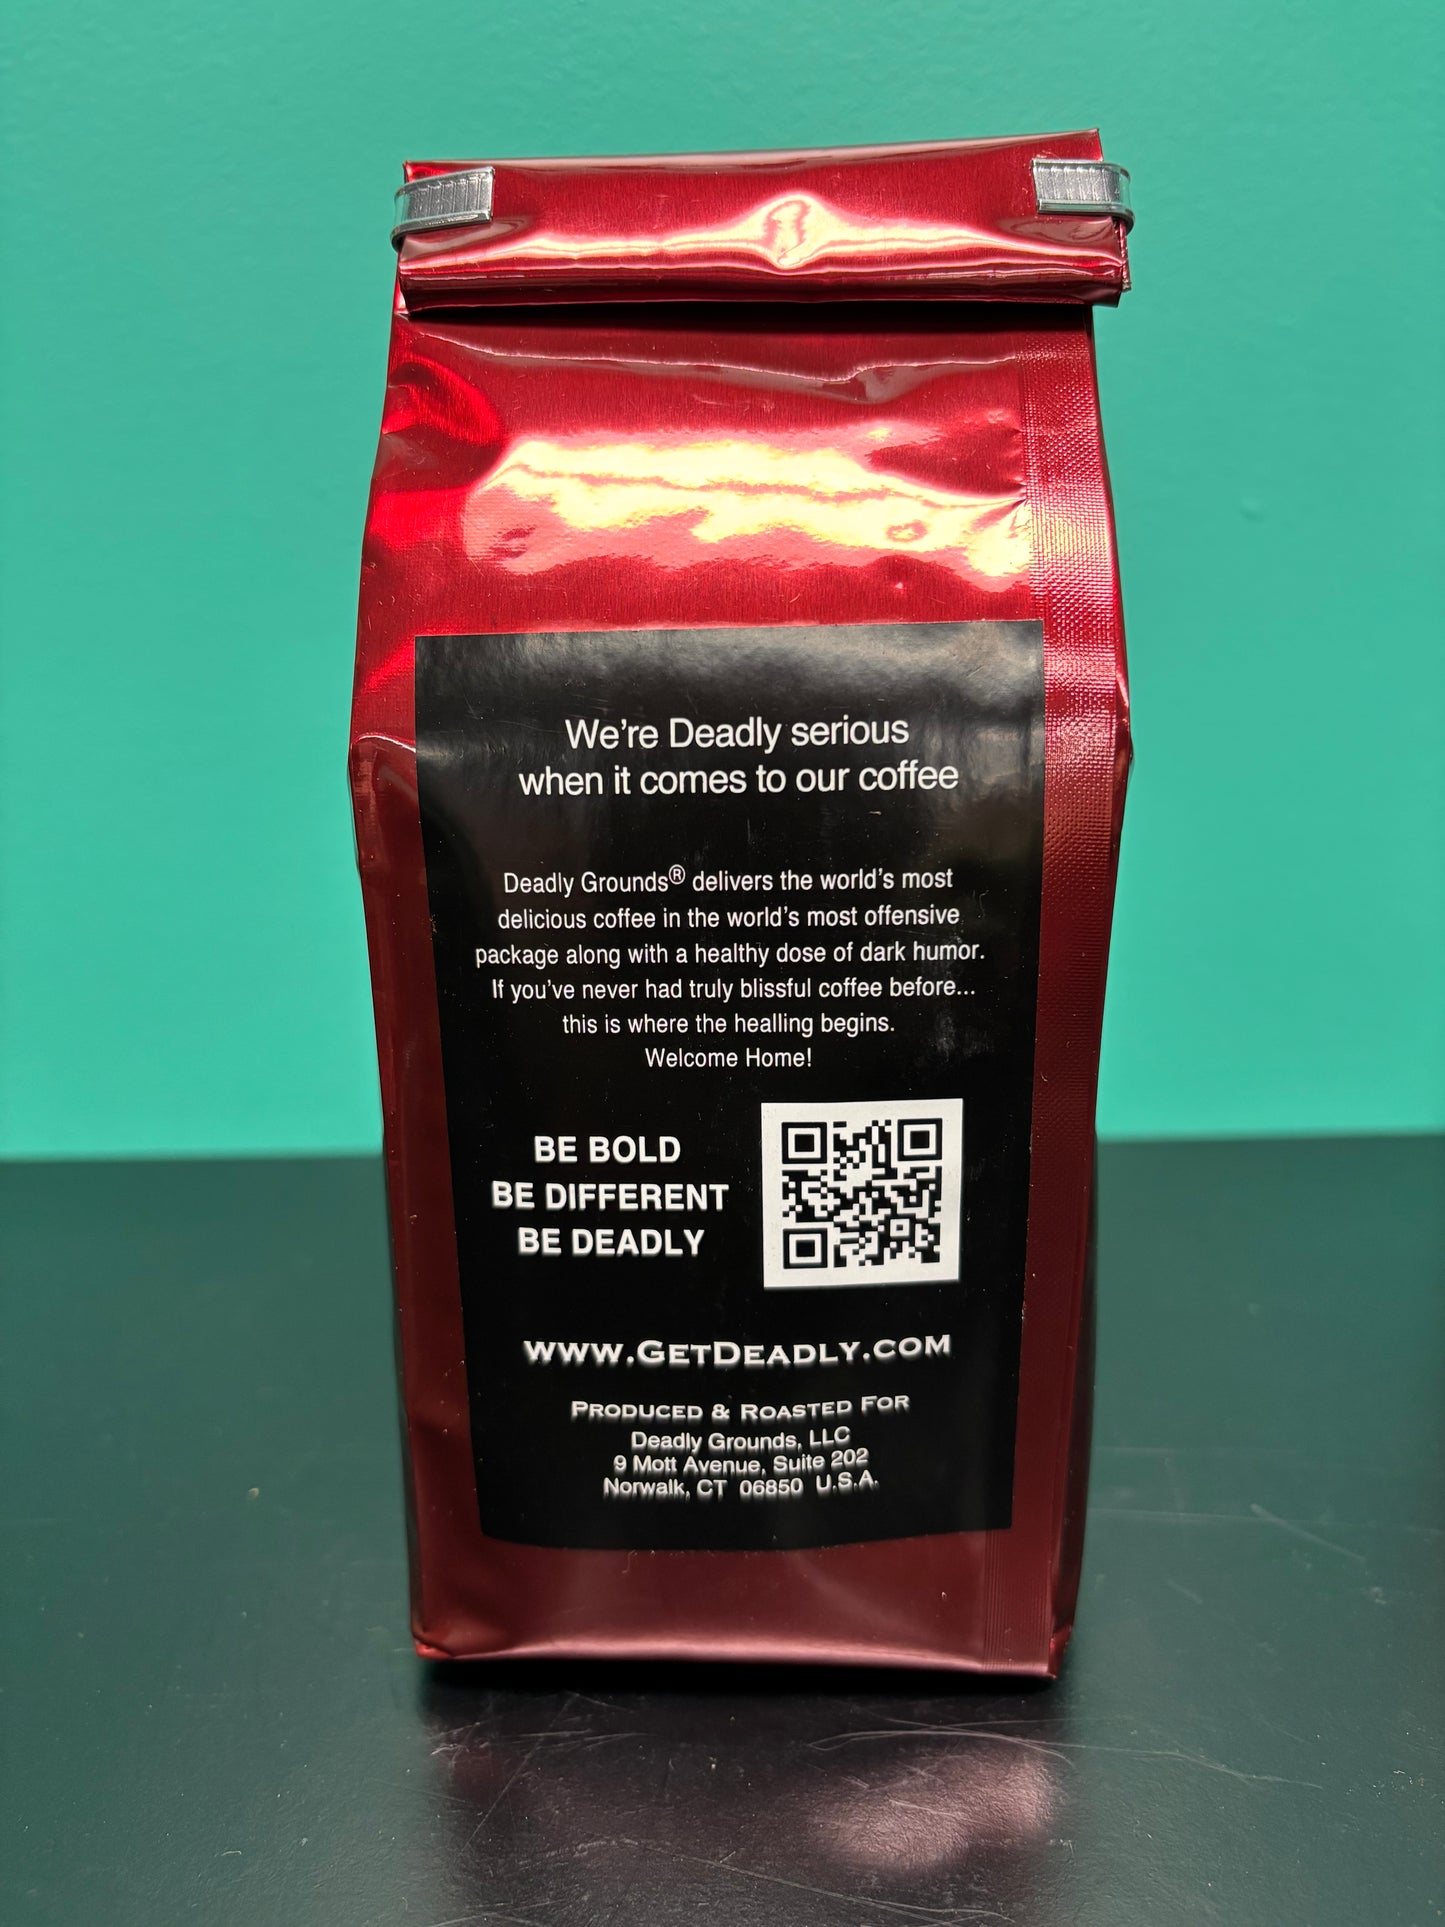 We're Deadly serious
when it comes to our coffee
Deadly Grounds® delivers the world's most
delicious coffee in the world's most offensive
package along with a healthy dose of dark humor.
If you've never had truly blissful coffee before...
this is where the healling begins.
Welcome Home!
BE BOLD
BE DIFFERENT
BE DEADLY
WWW.GETDEADLY.COM
PRODUCED & ROASTED FOR
Deadly Grounds, LLC
9 Mott Avenue, Suite 202
Norwalk, CT 06850 U.S.A.